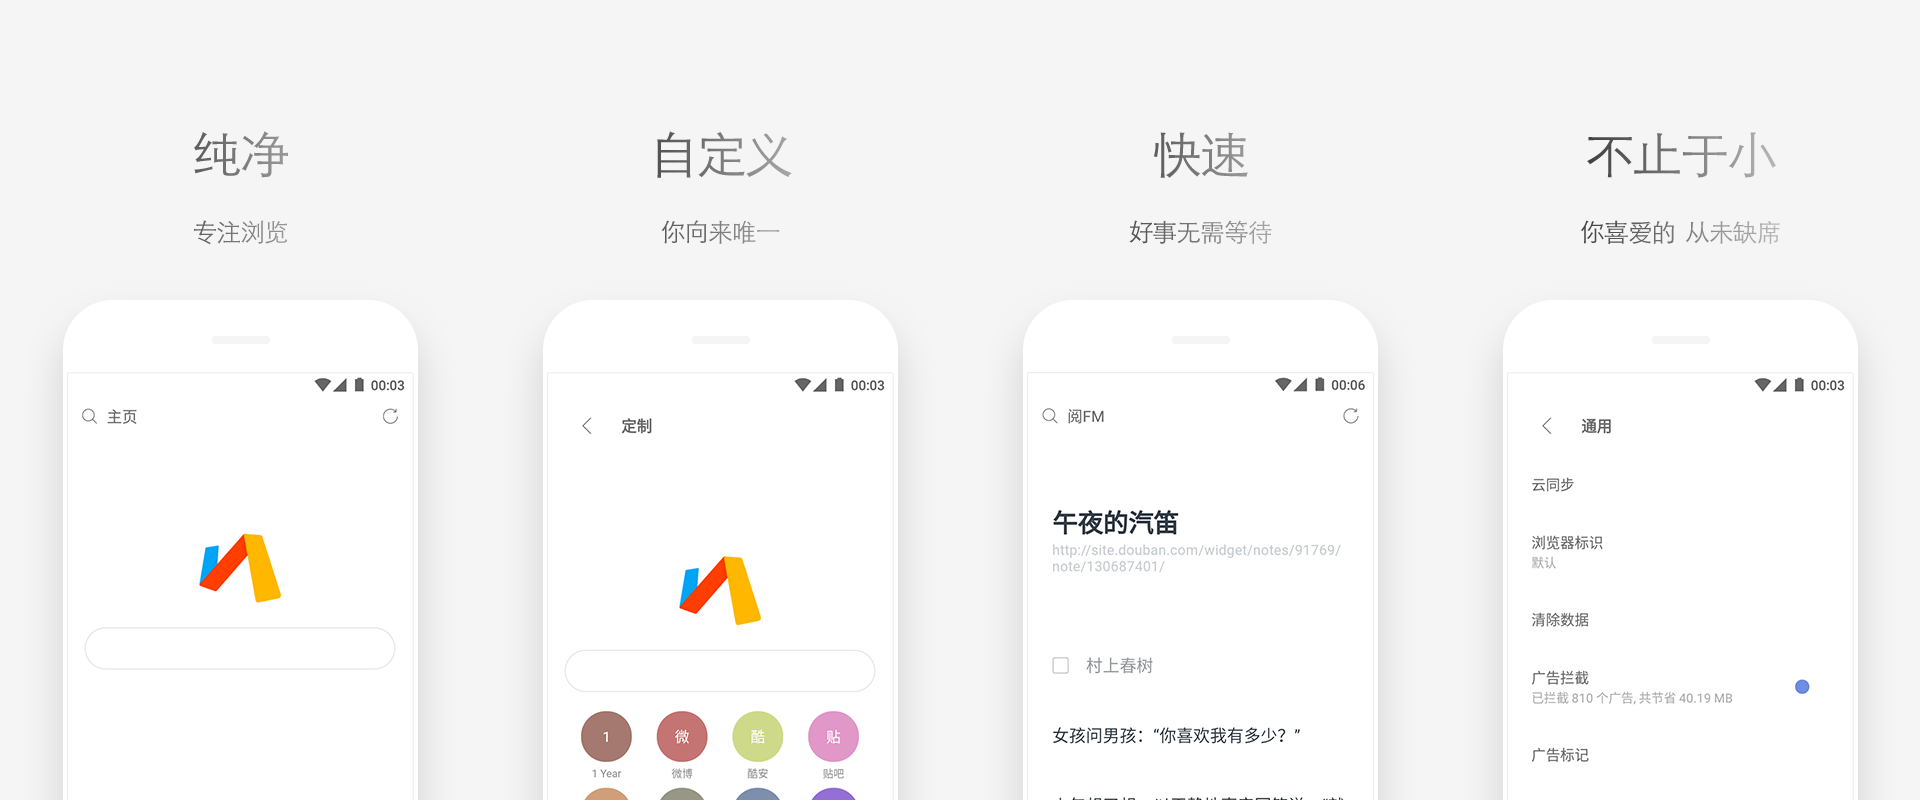 纯净
专注浏览
00:03
主页
自定义
你向来唯一
00:03
定制
1
微
酷
贴
1 Year
微博
酷安
贴吧
快速
好事无需等待
00:06
阅FM
午夜的汽笛
http://site.douban.com/widget/notes/91769/
note/130687401/
村上春树
女孩问男孩：“你喜欢我有多少？”
不止于小
你喜爱的 从未缺席
00:03
通用
云同步
浏览器标识
默认
清除数据
广告拦截
已拦截 810 个广告, 共节省 40.19 MB
广告标记